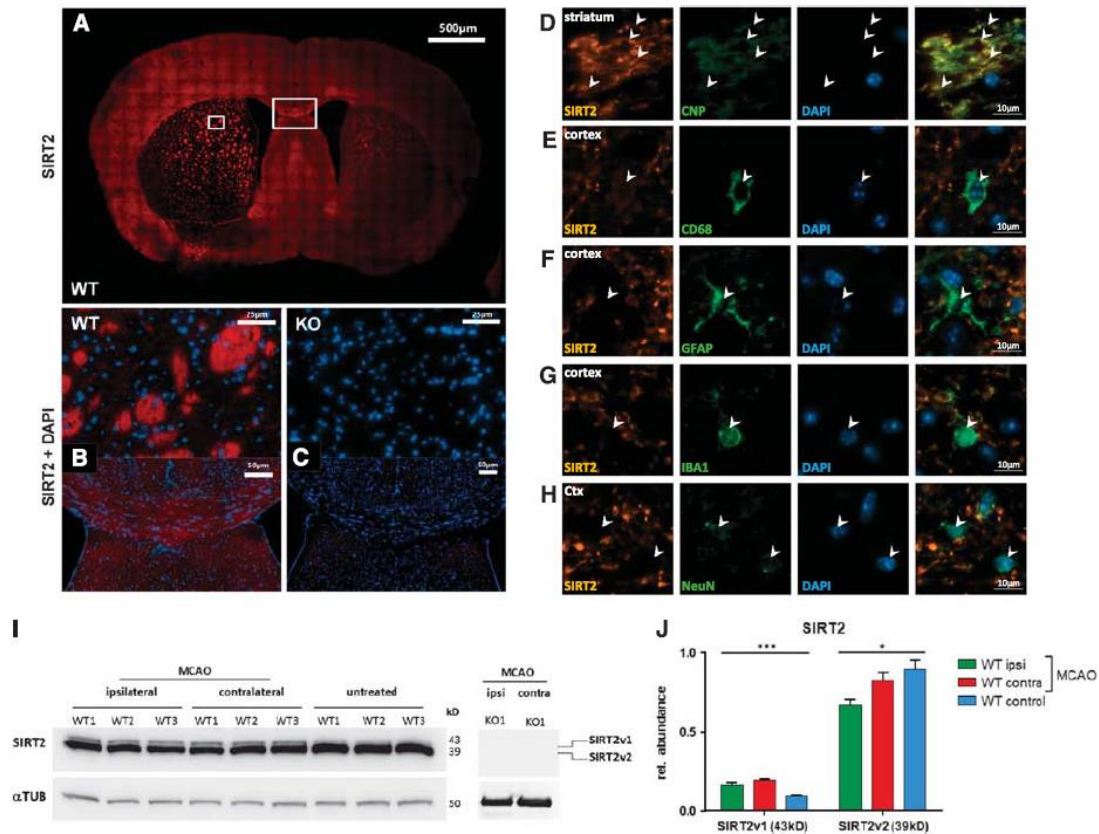 A
500µm
SIRT2
WT
WT
25µm
KO
25µm
SIRT2 + DAPI
B
50µm
C
50µm
D
striatum
SIRT2
CNP
DAPI
10µm
E
cortex
SIRT2
CD68
DAPI
10µm
F
cortex
SIRT2
GFAP
DAPI
10µm
G
cortex
SIRT2
IBA1
DAPI
10µm
H
Ctx
SIRT2
NeuN
DAPI
10µm
I
MCAO
ipsilateral contralateral untreated
WT1 WT2 WT3 WT1 WT2 WT3 WT1 WT2 WT3
kD
SIRT2
43
39
αTUB
50
MCAO
ipsi contra
KO1 KO1
SIRT2v1
SIRT2v2
J
SIRT2
rel. abundance
1.0
0.5
0.0
***
*
SIRT2v1 (43kD) SIRT2v2 (39kD)
WT ipsi
WT contra
WT control
MCAO